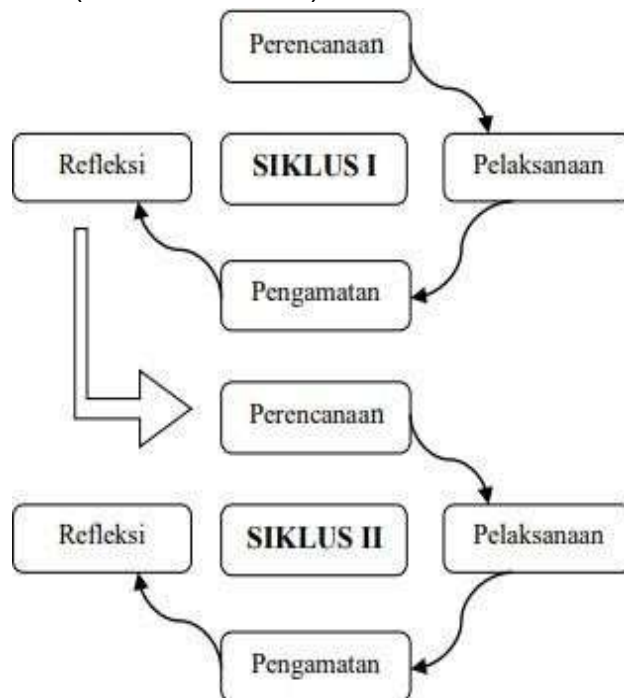 Perencanaan
Refleksi
SIKLUS I
Pelaksanaan
Pengamatan
Perencanaan
Refleksi
SIKLUS II
Pelaksanaan
Pengamatan